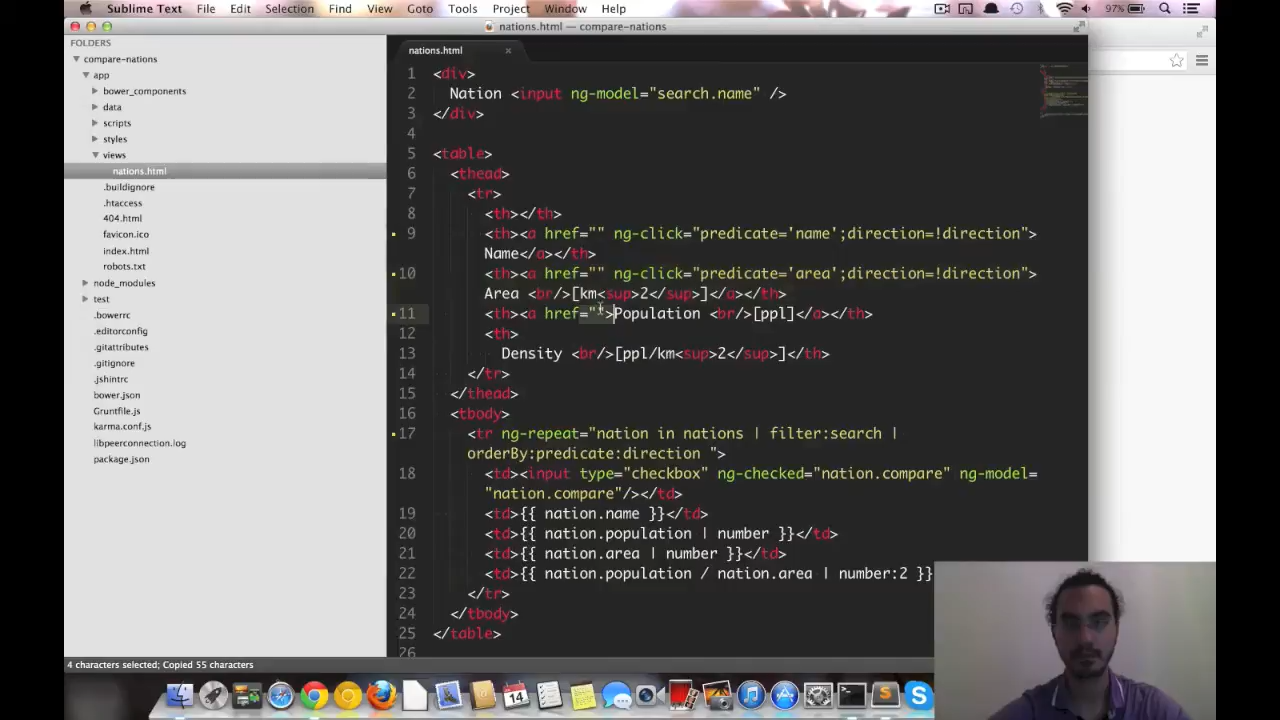 Sublime Text File Edit Selection Find View Goto Tools Project Window Help 97%
nations.html — compare-nations
FOLDERS
compare-nations
app
bower_components
data
scripts
styles
views
nations.html
.buildignore
.htaccess
404.html
favicon.ico
index.html
robots.txt
node_modules
test
.bowerrc
.editorconfig
.gitattributes
.gitignore
.jshintrc
bower.json
Gruntfile.js
karma.conf.js
libpeerconnection.log
package.json
nations.html
1 <div>
2 Nation <input ng-model="search.name" />
3 </div>
4
5 <table>
6 <thead>
7 <tr>
8 <th></th>
9 <th><a href="" ng-click="predicate='name';direction=!direction">
Name</a></th>
10 <th><a href="" ng-click="predicate='area';direction=!direction">
Area <br/>[km<sup>2</sup>]</a></th>
11 <th><a href="">Population <br/>[ppl]</a></th>
12 <th>
13 Density <br/>[ppl/km<sup>2</sup>]</th>
14 </tr>
15 </thead>
16 <tbody>
17 <tr ng-repeat="nation in nations | filter:search |
orderBy:predicate:direction ">
18 <td><input type="checkbox" ng-checked="nation.compare" ng-model=
"nation.compare"/></td>
19 <td>{{ nation.name }}</td>
20 <td>{{ nation.population | number }}</td>
21 <td>{{ nation.area | number }}</td>
22 <td>{{ nation.population / nation.area | number:2 }}
23 </tr>
24 </tbody>
25 </table>
26
4 characters selected; Copied 55 characters
14